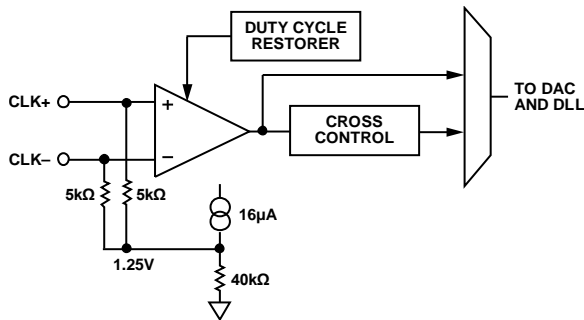 DUTY CYCLE
RESTORER
TO DAC
AND DLL
CLK+
+
CROSS
CONTROL
CLK–
–
5kΩ
5kΩ
16µA
1.25V
40kΩ